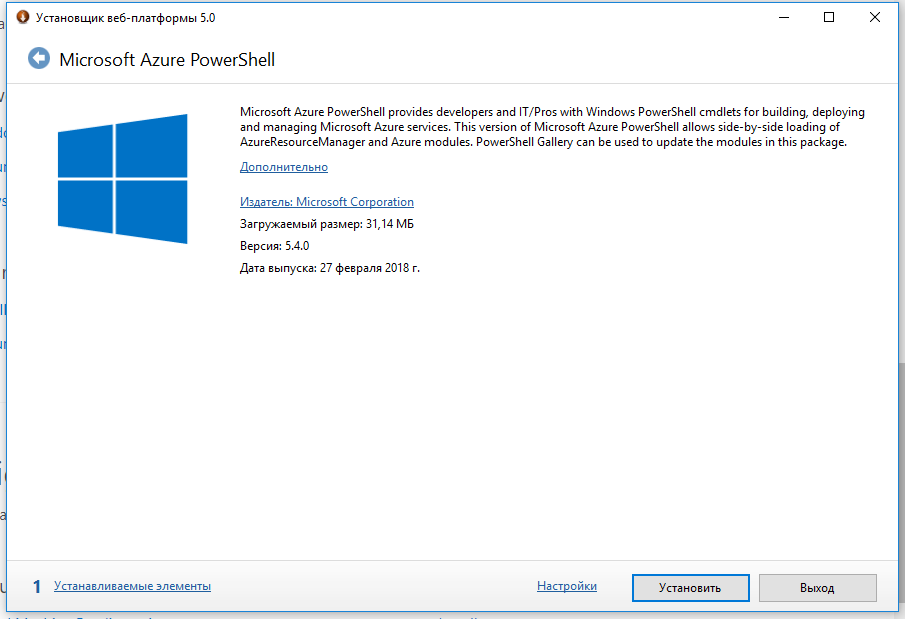 Установщик веб-платформы 5.0
Microsoft Azure PowerShell
Microsoft Azure PowerShell provides developers and IT/Pros with Windows PowerShell cmdlets for building, deploying
and managing Microsoft Azure services. This version of Microsoft Azure PowerShell allows side-by-side loading of
AzureResourceManager and Azure modules. PowerShell Gallery can be used to update the modules in this package.
Дополнительно
Издатель: Microsoft Corporation
Загружаемый размер: 31,14 МБ
Версия: 5.4.0
Дата выпуска: 27 февраля 2018 г.
1 Устанавливаемые элементы
Настройки
Установить
Выход